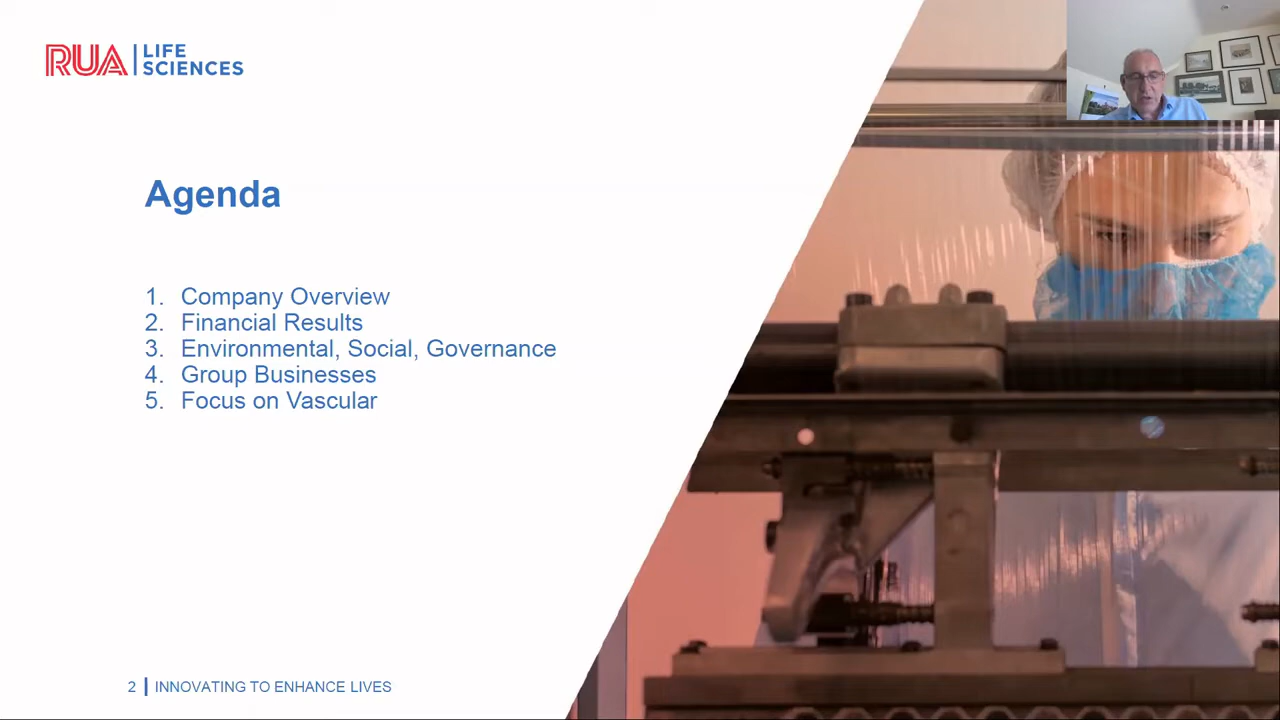 RUA LIFE SCIENCES
Agenda
1. Company Overview
2. Financial Results
3. Environmental, Social, Governance
4. Group Businesses
5. Focus on Vascular
2 | INNOVATING TO ENHANCE LIVES